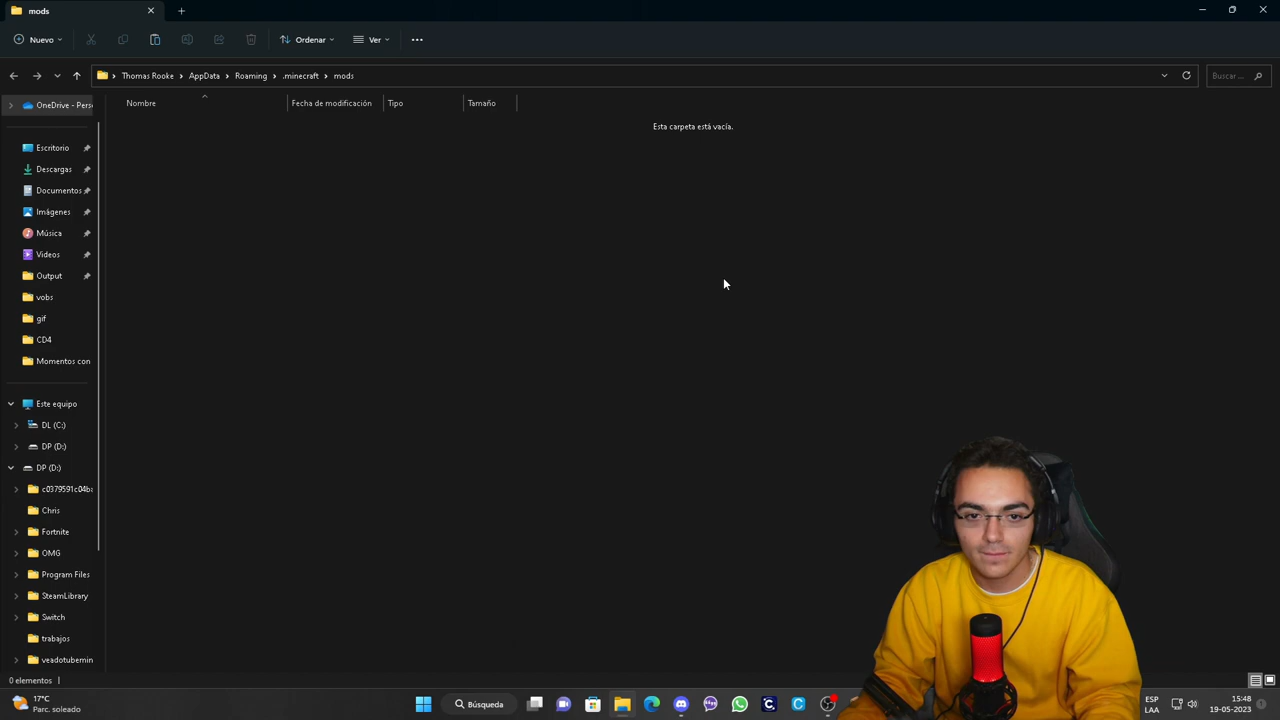 mods
Nuevo
Ordenar
Ver
Thomas Rooke > AppData > Roaming > .minecraft > mods
Buscar ...
OneDrive - Pers
Nombre
Fecha de modificación
Tipo
Tamaño
Esta carpeta está vacía.
Escritorio
Descargas
Documentos
Imágenes
Música
Videos
Output
vobs
gif
CD4
Momentos con
Este equipo
DL (C:)
DP (D:)
DP (D:)
c0379591c04b
Chris
Fortnite
OMG
Program Files
SteamLibrary
Switch
trabajos
veadotubemin
0 elementos
17°C
Parc. soleado
Búsqueda
ESP
LAA
15:48
19-05-2023